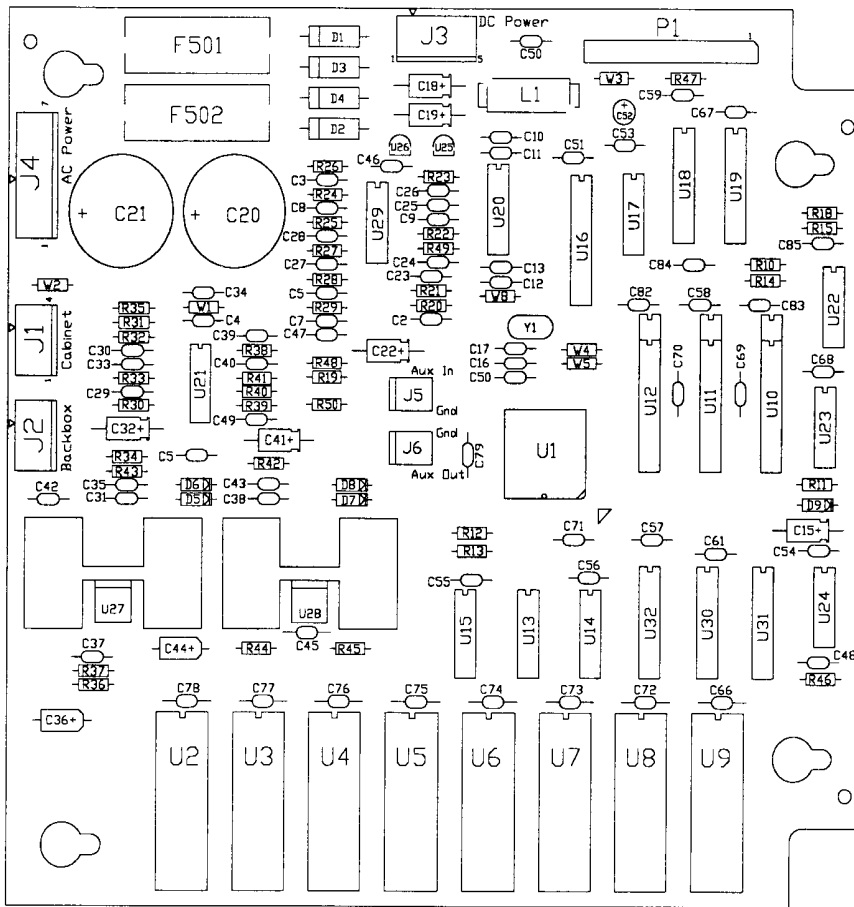 F501
D1
J3
DC Power
C50
P1
1
1
5
D3
F502
D4
C18+
L1
W3
R47
C59
C52
+
C67
D2
C19+
7
J4
AC Power
1
C46
U26
U25
C10
C11
C51
C53
U18
U19
R26
C3
R24
C8
R25
C28
R27
C27
R28
C5
R29
C7
C47
U29
R23
C26
C25
C9
R22
R49
C24
C23
R21
R20
C2
U20
C13
C12
W8
U16
U17
+
C21
+
C20
R18
R15
C85
C84
R10
R14
C82
C58
C83
U22
W2
C34
W1
C4
4
J1
Cabinet
1
R35
R31
R32
C30
C33
R33
C29
R30
C32+
U21
C39
R38
C40
R41
R40
R39
C49
C41+
R48
R19
R50
C22+
Y1
C17
C16
C50
W4
W5
Aux In
J5
Gnd
Gnd
J6
Aux Out
C79
U1
U12
C70
U11
C69
U10
C68
U23
J2
Backbox
R34
R43
C5
R42
C42
C35
C31
D6
D5
C43
C38
D8
D7
R11
D9
C15+
C54
R12
R13
C71
C57
C61
C55
C56
U27
U28
C45
U15
U13
U14
U32
U30
U31
U24
C37
R37
R36
C44+
R44
R45
C48
R46
C36+
C78
C77
C76
C75
C74
C73
C72
C66
U2
U3
U4
U5
U6
U7
U8
U9